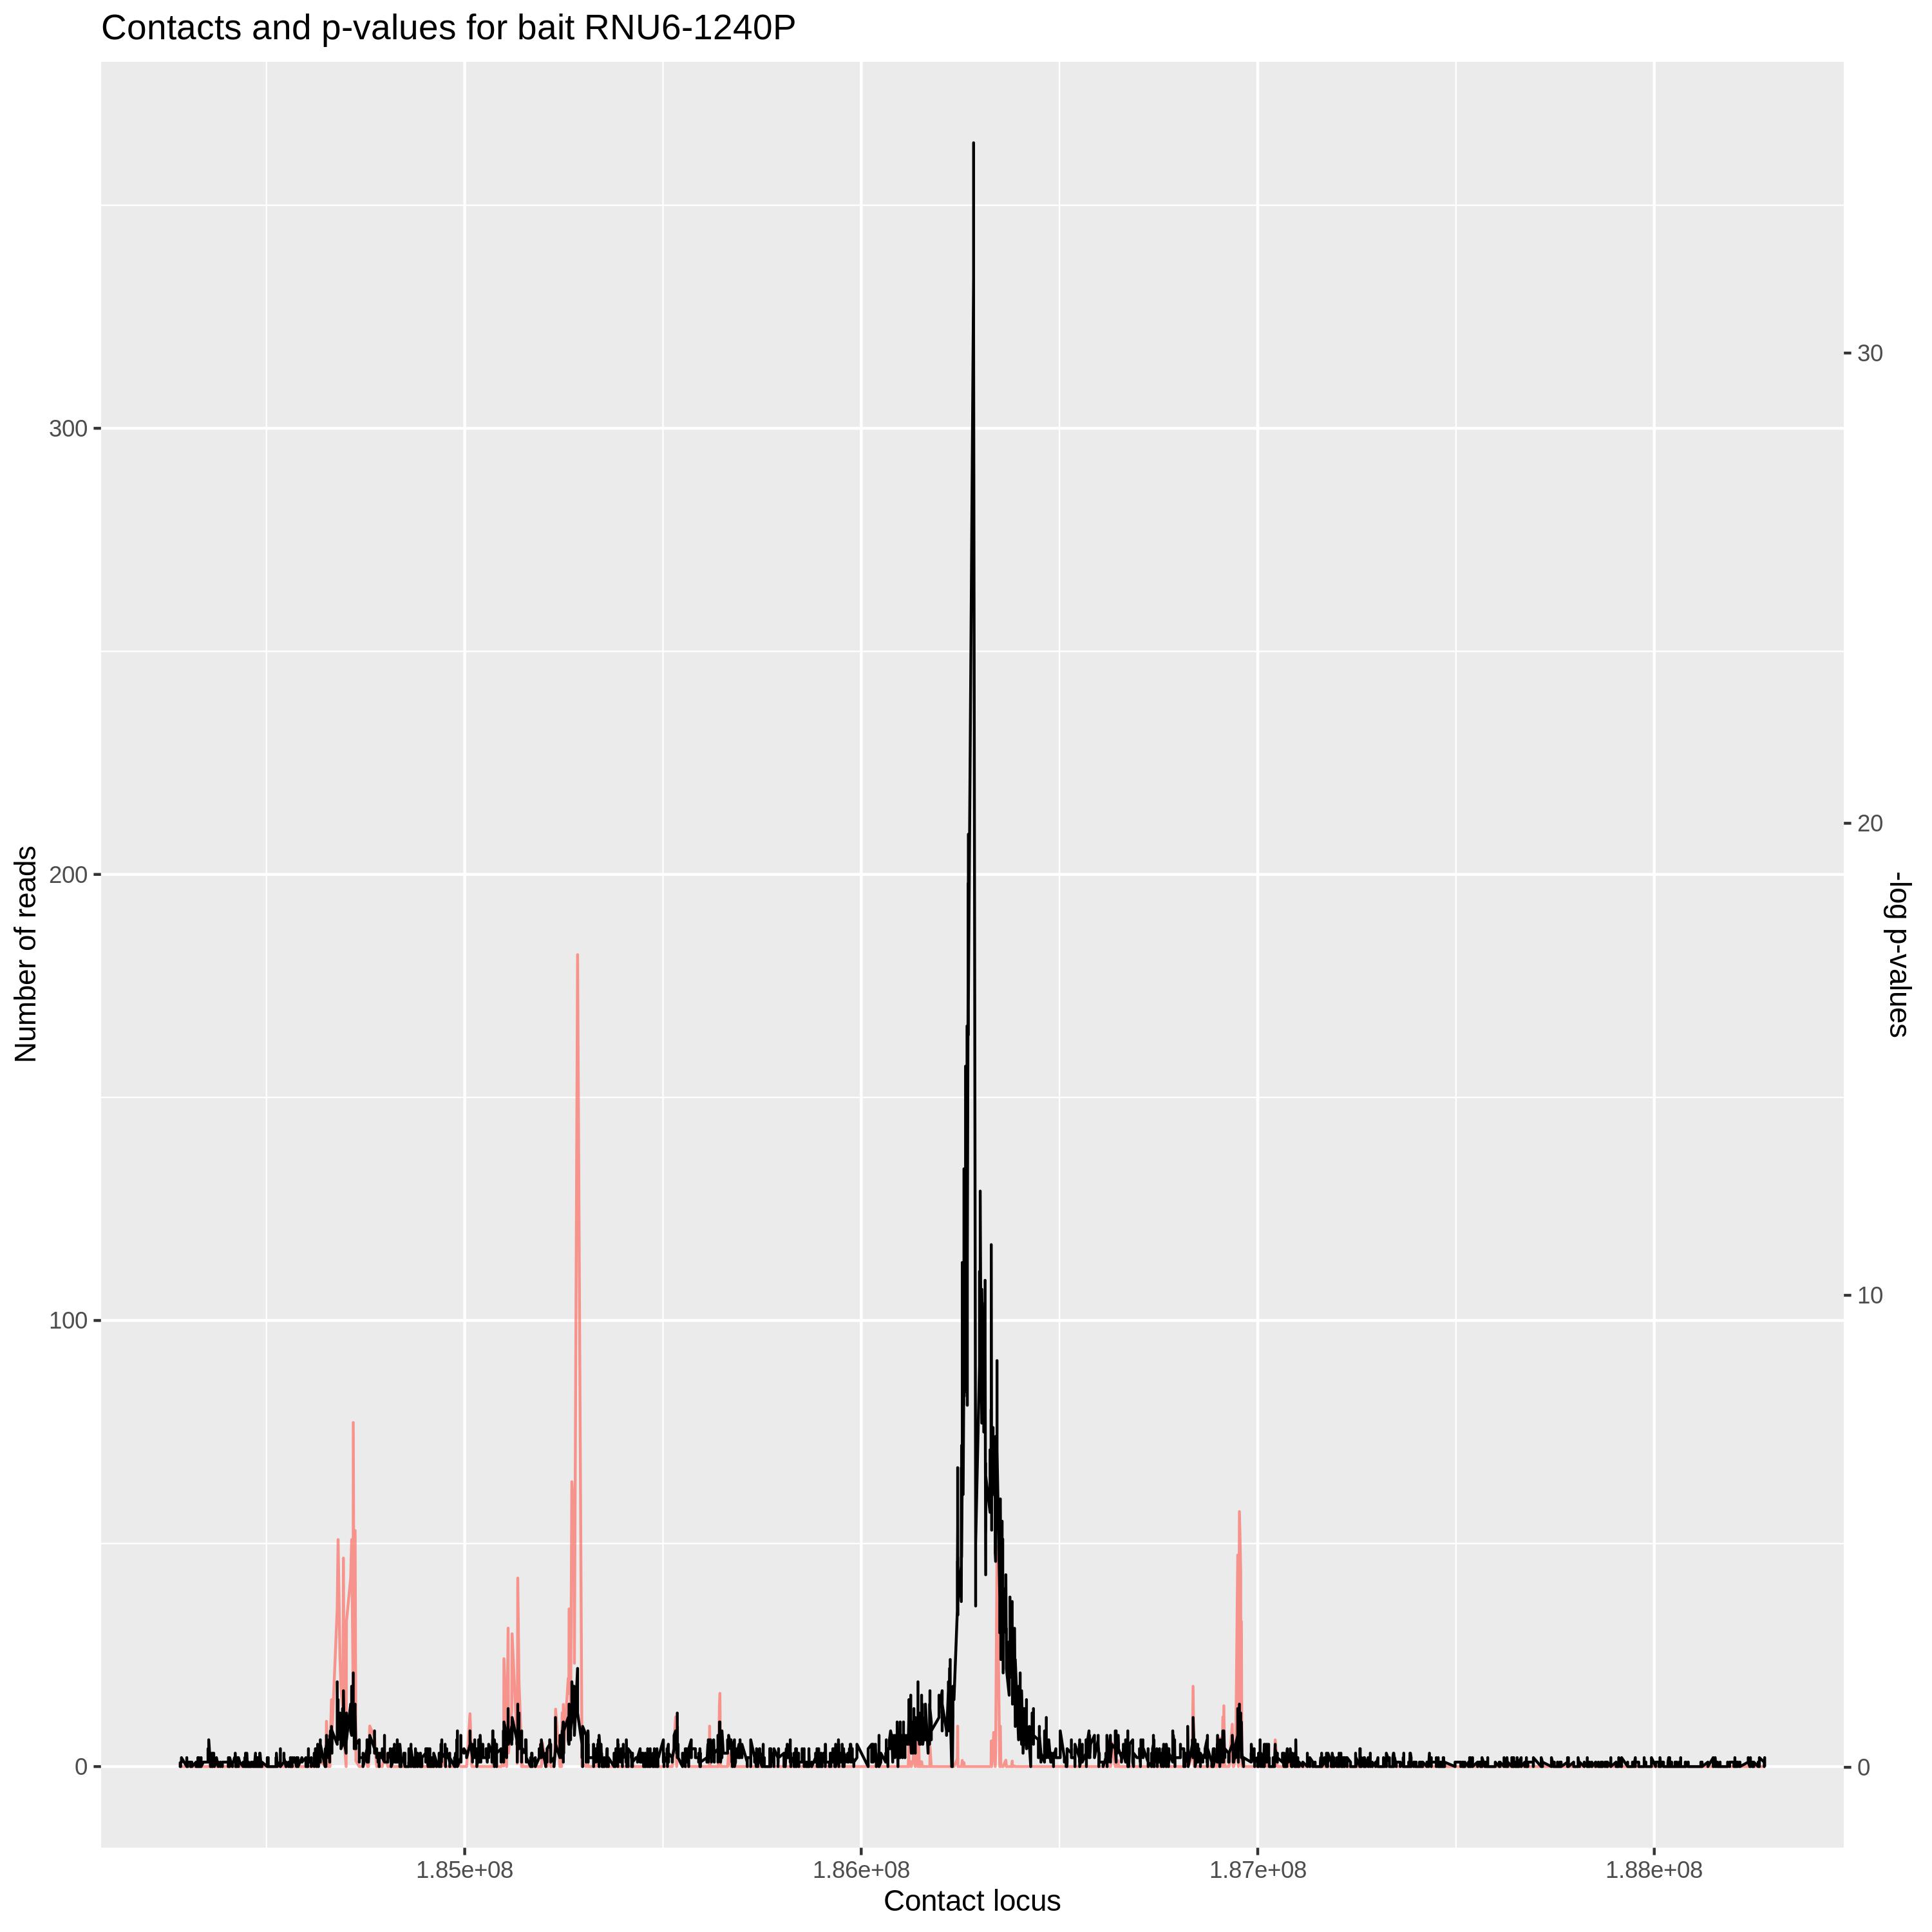 Contacts and p-values for bait RNU6-1240P
300
200
100
0
Number of reads
30
20
10
0
-log p-values
1.85e+08 1.86e+08 1.87e+08 1.88e+08
Contact locus